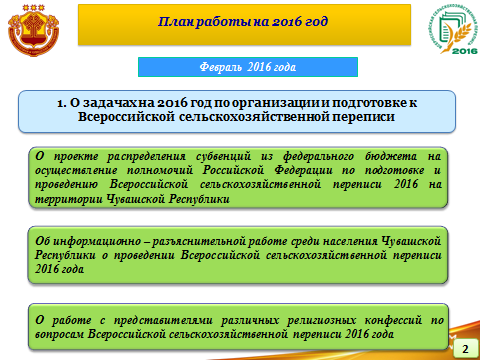 План работы на 2016 год
2016
Февраль 2016 года
1. О задачах на 2016 год по организации и подготовке к
Всероссийской сельскохозяйственной переписи
О проекте распределения субвенций из федерального бюджета на
осуществление полномочий Российской Федерации по подготовке и
проведению Всероссийской сельскохозяйственной переписи 2016 на
территории Чувашской Республики
Об информационно – разъяснительной работе среди населения Чувашской
Республики о проведении Всероссийской сельскохозяйственной переписи
2016 года
О работе с представителями различных религиозных конфессий по
вопросам Всероссийской сельскохозяйственной переписи 2016 года
2